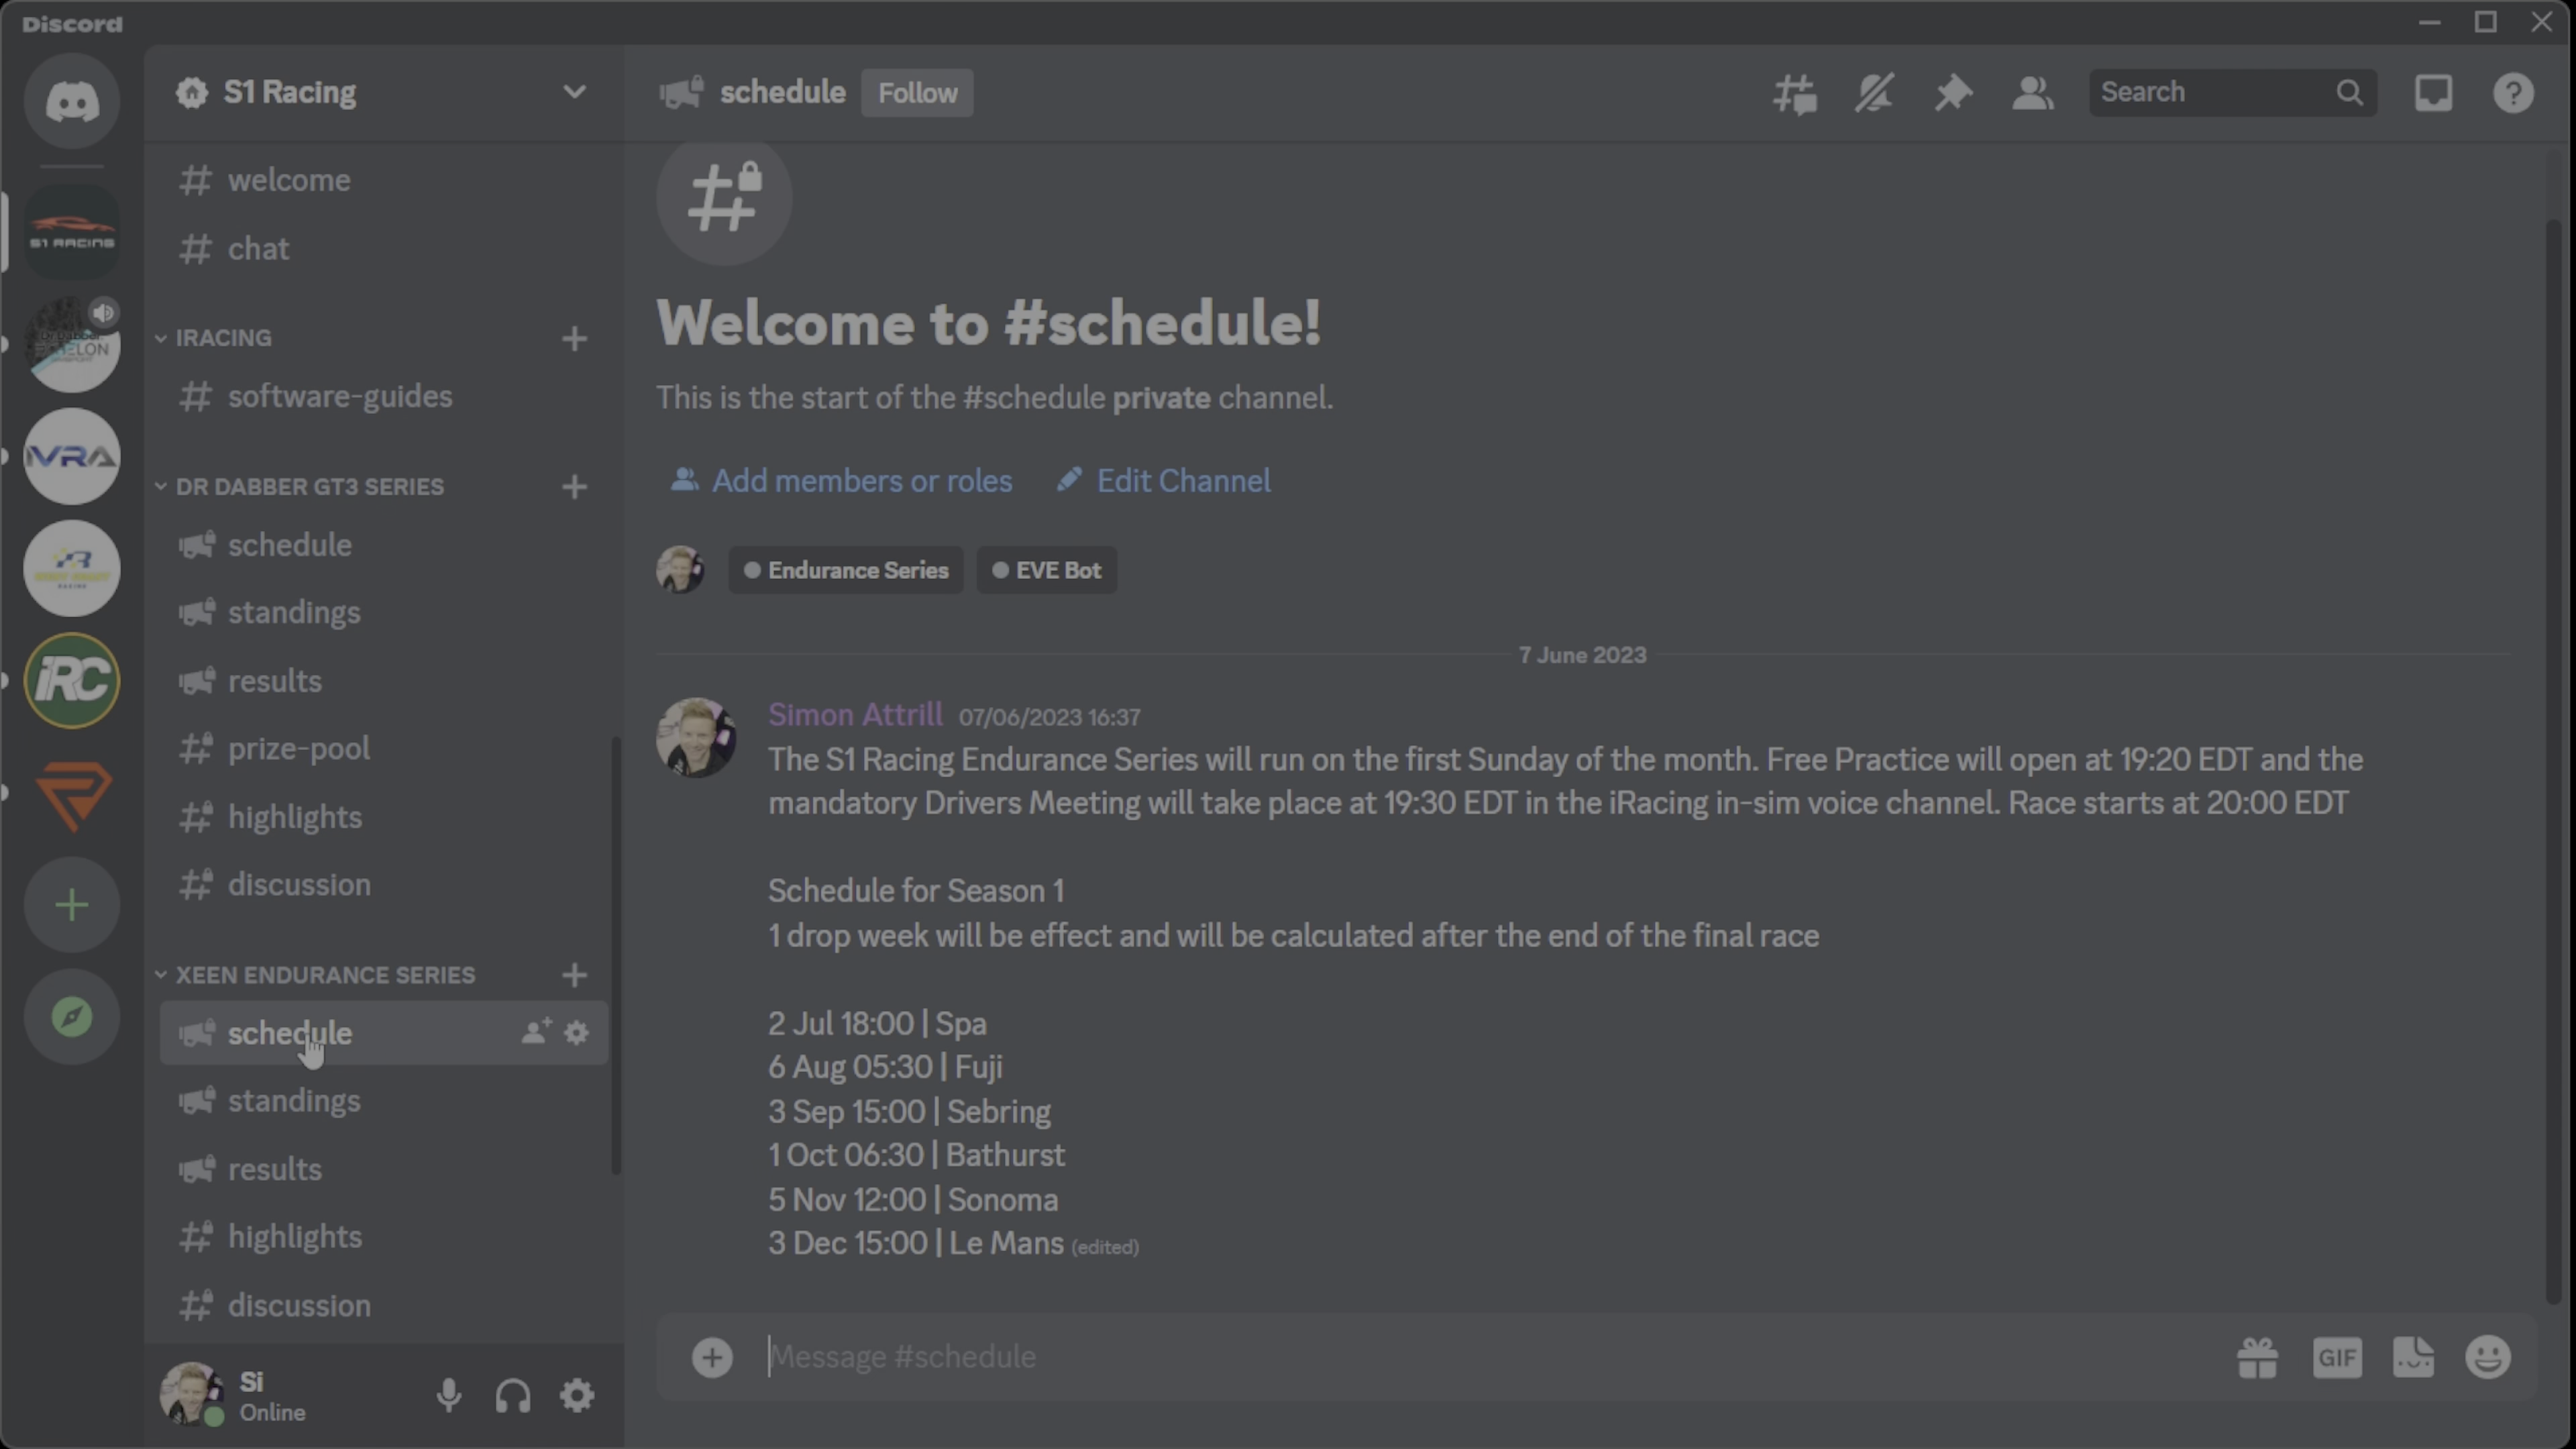 Discord
S1 Racing
schedule
Follow
Search
welcome
chat
IRACING
software-guides
DR DABBER GT3 SERIES
schedule
standings
results
prize-pool
highlights
discussion
XEEN ENDURANCE SERIES
schedule
standings
results
highlights
discussion
Si
Online
S1 RACING
VRA
iRC
Welcome to #schedule!
This is the start of the #schedule private channel.
Add members or roles
Edit Channel
Endurance Series
EVE Bot
7 June 2023
Simon Attrill 07/06/2023 16:37
The S1 Racing Endurance Series will run on the first Sunday of the month. Free Practice will open at 19:20 EDT and the
mandatory Drivers Meeting will take place at 19:30 EDT in the iRacing in-sim voice channel. Race starts at 20:00 EDT
Schedule for Season 1
1 drop week will be effect and will be calculated after the end of the final race
2 Jul 18:00 | Spa
6 Aug 05:30 | Fuji
3 Sep 15:00 | Sebring
1 Oct 06:30 | Bathurst
5 Nov 12:00 | Sonoma
3 Dec 15:00 | Le Mans (edited)
Message #schedule
GIF